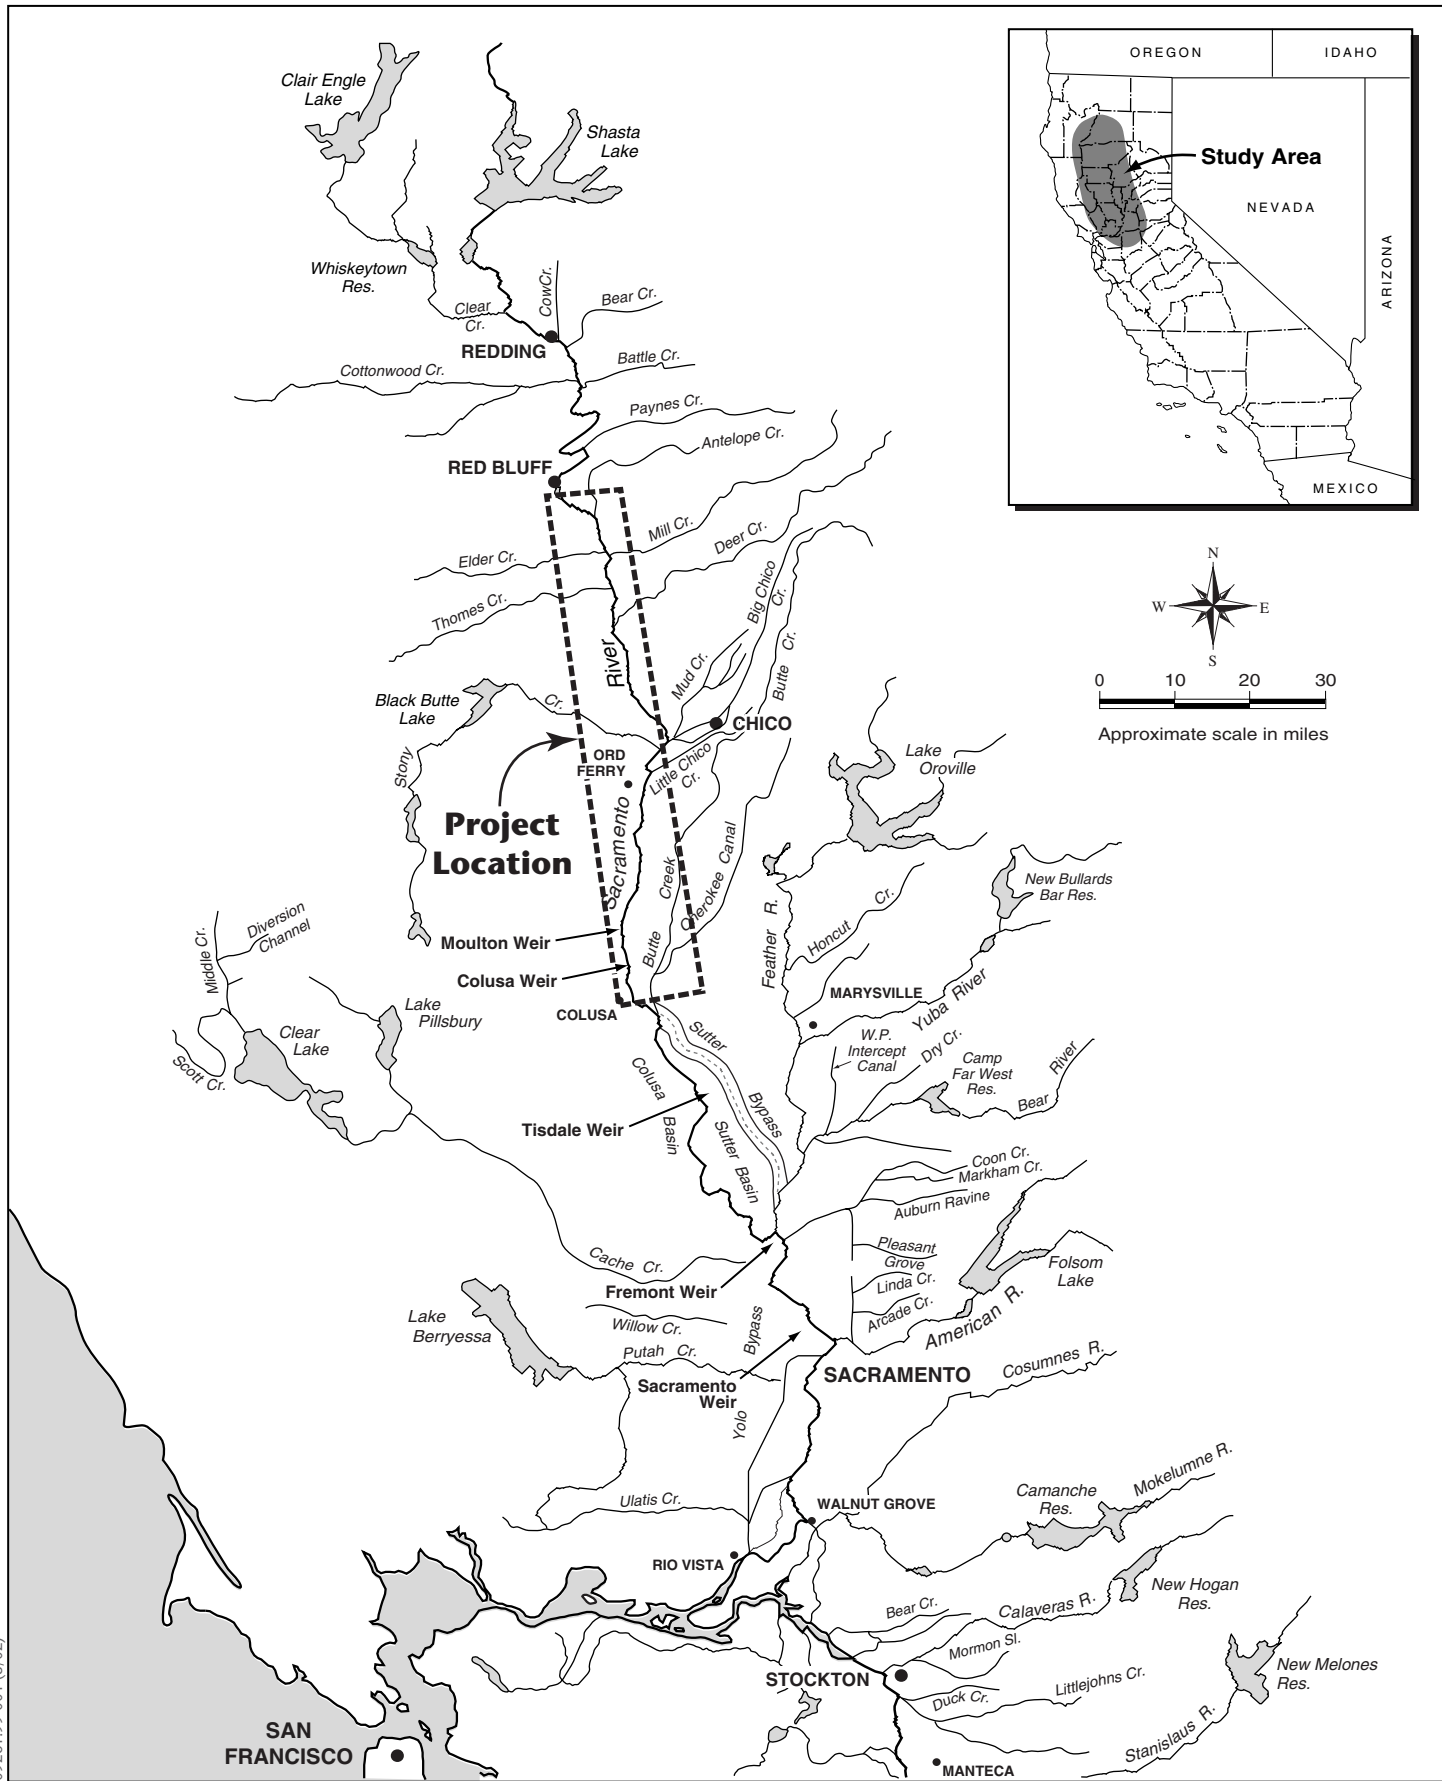 Clair Engle
Lake
Shasta
Lake
Whiskeytown
Res.
Clear
Cr.
CowCr.
Bear Cr.
REDDING
Cottonwood Cr.
Battle Cr.
Paynes Cr.
Antelope Cr.
RED BLUFF
Elder Cr.
Mill Cr.
Deer Cr.
Thomes Cr.
River
Big Chico
Cr.
Mud Cr.
Butte Cr.
Black Butte
Lake
Cr.
Stony
CHICO
ORD
FERRY
Little Chico
Cr.
Project
Location
Sacramento
Butte Creek
Cherokee Canal
Lake
Oroville
New Bullards
Bar Res.
Feather R.
Honcut Cr.
Middle Cr.
Diversion
Channel
Moulton Weir
Colusa Weir
COLUSA
MARYSVILLE
Yuba River
Lake
Pillsbury
Clear
Lake
Scott Cr.
Sutter
Bypass
Colusa
Basin
Sutter Basin
W.P.
Intercept
Canal
Dry Cr.
Camp
Far West
Res.
Bear River
Tisdale Weir
Coon Cr.
Markham Cr.
Auburn Ravine
Pleasant
Grove
Linda Cr.
Arcade Cr.
American R.
Folsom
Lake
Cache Cr.
Fremont Weir
Lake
Berryessa
Willow Cr.
Putah Cr.
Yolo Bypass
Sacramento
Weir
SACRAMENTO
Cosumnes R.
Ulatis Cr.
WALNUT GROVE
Camanche
Res.
Mokelumne R.
RIO VISTA
Bear Cr.
Calaveras R.
New Hogan
Res.
Mormon Sl.
STOCKTON
Duck Cr.
Littlejohns Cr.
New Melones
Res.
Stanislaus R.
MANTECA
SAN
FRANCISCO
OREGON
IDAHO
Study Area
NEVADA
ARIZONA
MEXICO
N
W
E
S
0
10
20
30
Approximate scale in miles